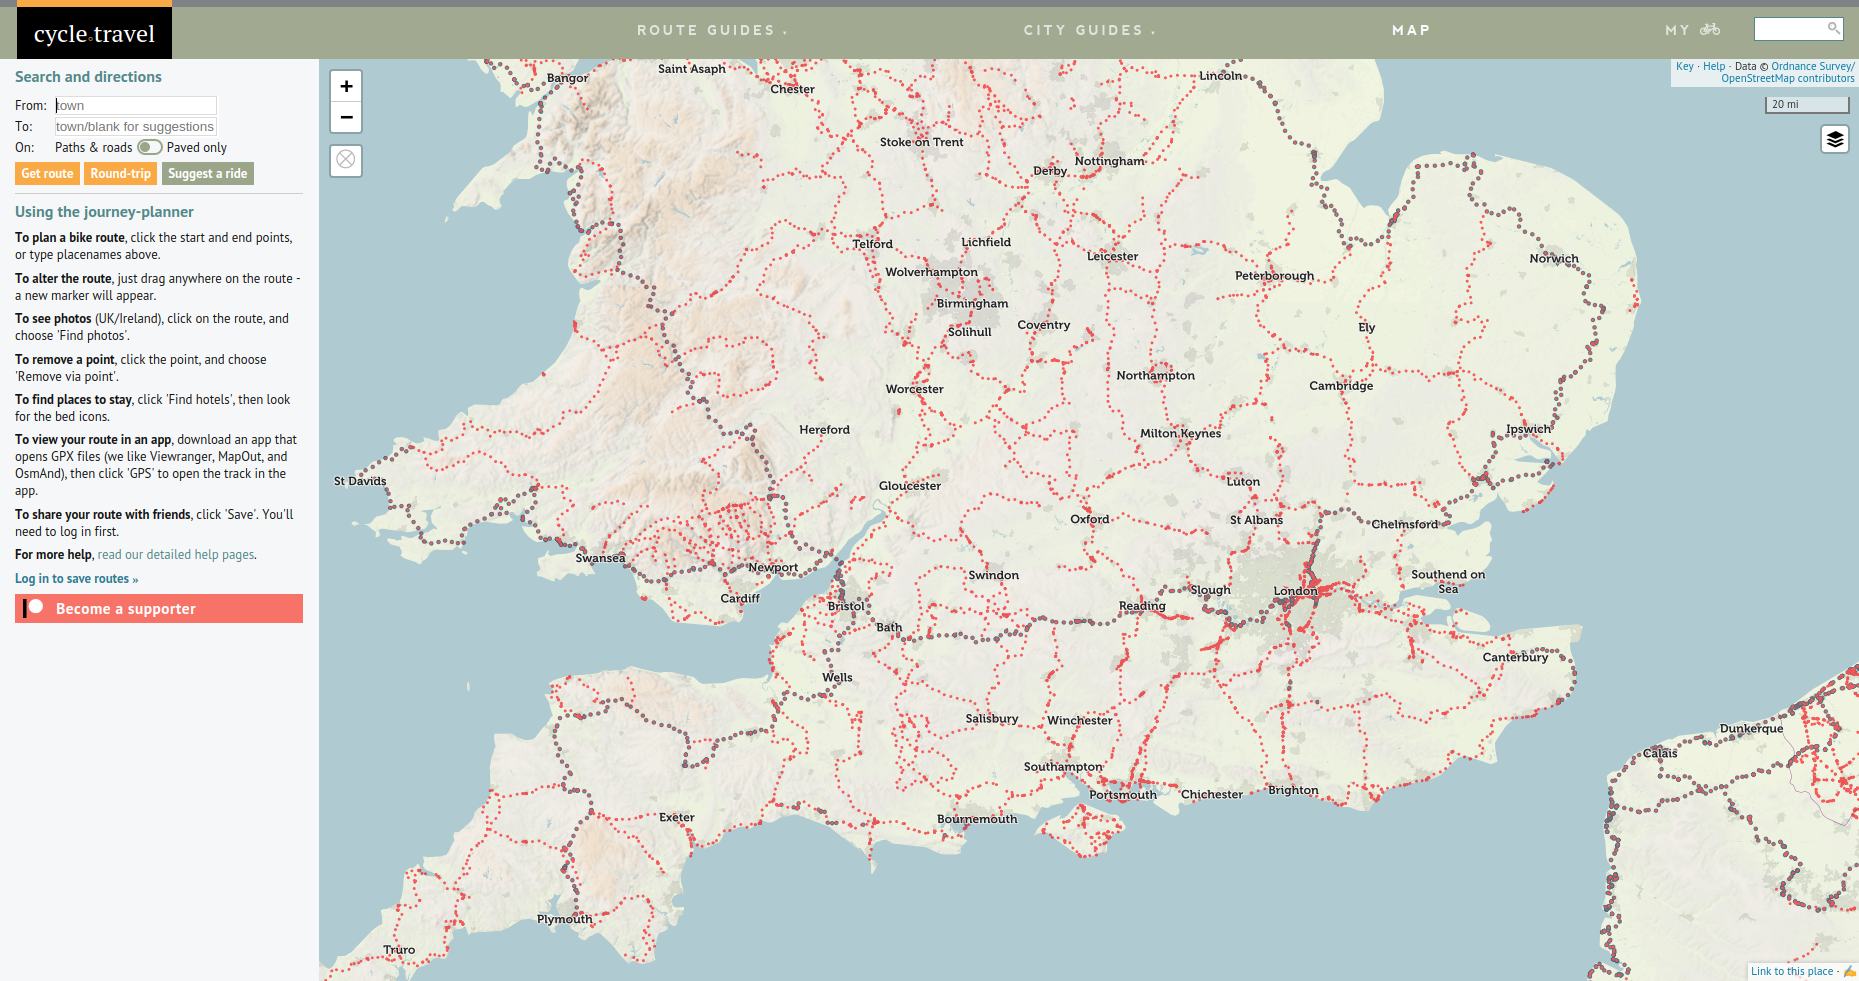 cycle.travel
ROUTE GUIDES
CITY GUIDES
MAP
MY
Search and directions
From: town
To: town/blank for suggestions
On: Paths & roads Paved only
Get route Round-trip Suggest a ride
Using the journey-planner
To plan a bike route, click the start and end points,
or type placenames above.
To alter the route, just drag anywhere on the route -
a new marker will appear.
To see photos (UK/Ireland), click on the route, and
choose 'Find photos'.
To remove a point, click the point, and choose
'Remove via point'.
To find places to stay, click 'Find hotels', then look
for the bed icons.
To view your route in an app, download an app that
opens GPX files (we like Viewranger, MapOut, and
OsmAnd), then click 'GPS' to open the track in the
app.
To share your route with friends, click 'Save'. You'll
need to log in first.
For more help, read our detailed help pages.
Log in to save routes »
Become a supporter
+
−
Key · Help · Data © Ordnance Survey/
OpenStreetMap contributors
20 mi
Bangor
Saint Asaph
Chester
Lincoln
Stoke on Trent
Nottingham
Derby
Telford
Lichfield
Leicester
Norwich
Wolverhampton
Peterborough
Birmingham
Coventry
Ely
Solihull
Northampton
Cambridge
Worcester
Hereford
Milton Keynes
Ipswich
St Davids
Gloucester
Luton
Oxford
St Albans
Chelmsford
Swansea
Newport
Swindon
Southend on
Sea
Slough
London
Cardiff
Bristol
Reading
Bath
Canterbury
Wells
Salisbury
Winchester
Dunkerque
Calais
Southampton
Portsmouth
Chichester
Brighton
Exeter
Bournemouth
Plymouth
Truro
Link to this place ·